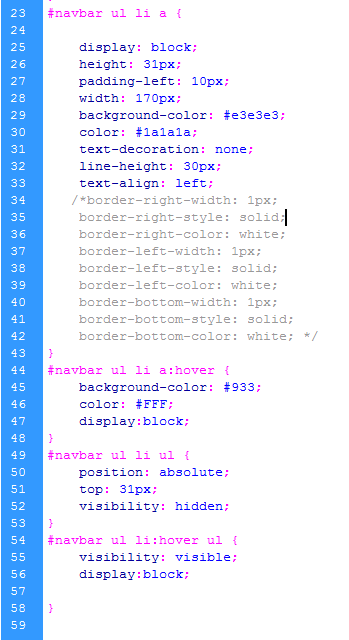 23 #navbar ul li a {
24
25 display: block;
26 height: 31px;
27 padding-left: 10px;
28 width: 170px;
29 background-color: #e3e3e3;
30 color: #1a1a1a;
31 text-decoration: none;
32 line-height: 30px;
33 text-align: left;
34 /*border-right-width: 1px;
35 border-right-style: solid;
36 border-right-color: white;
37 border-left-width: 1px;
38 border-left-style: solid;
39 border-left-color: white;
40 border-bottom-width: 1px;
41 border-bottom-style: solid;
42 border-bottom-color: white; */
43 }
44 #navbar ul li a:hover {
45 background-color: #933;
46 color: #FFF;
47 display:block;
48 }
49 #navbar ul li ul {
50 position: absolute;
51 top: 31px;
52 visibility: hidden;
53 }
54 #navbar ul li:hover ul {
55 visibility: visible;
56 display:block;
57
58 }
59